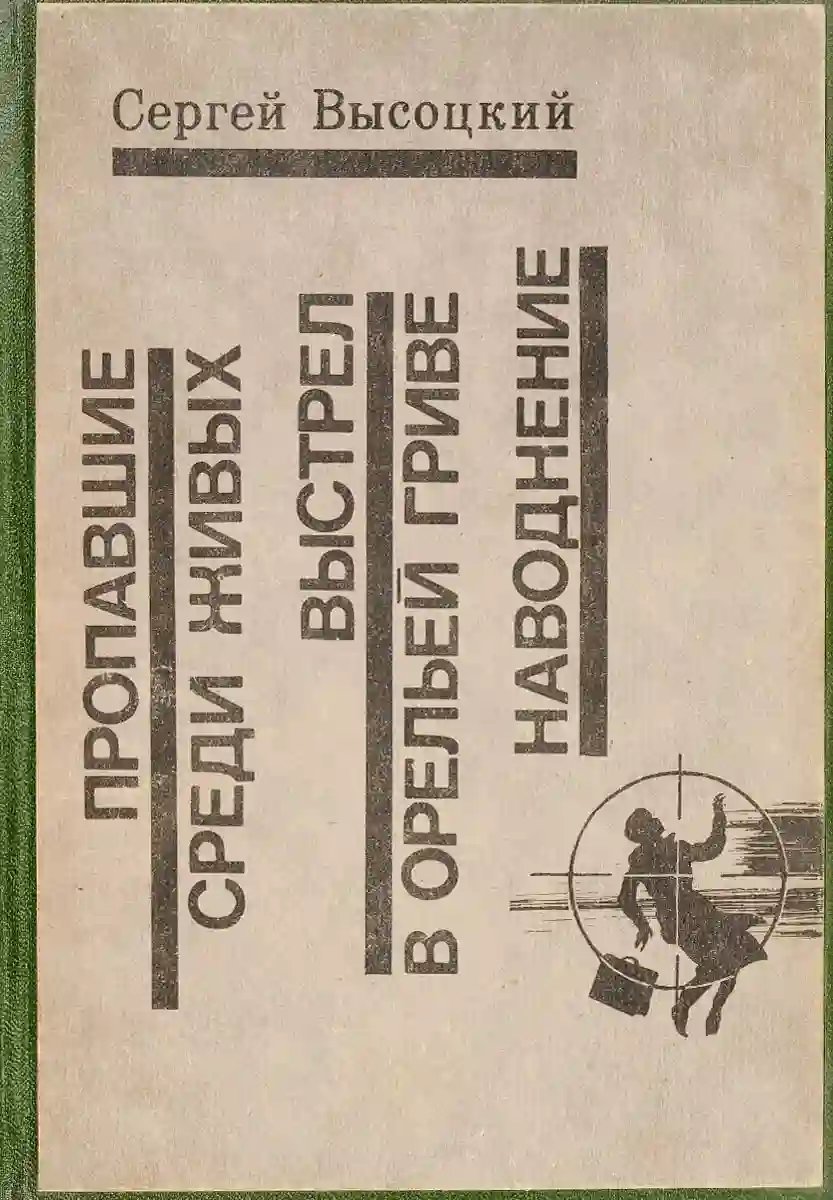 Сергей Высоцкий
ПРОПАВШИЕ
СРЕДИ ЖИВЫХ
ВЫСТРЕЛ
В ОРЕЛЬЕЙ ГРИВЕ
НАВОДНЕНИЕ